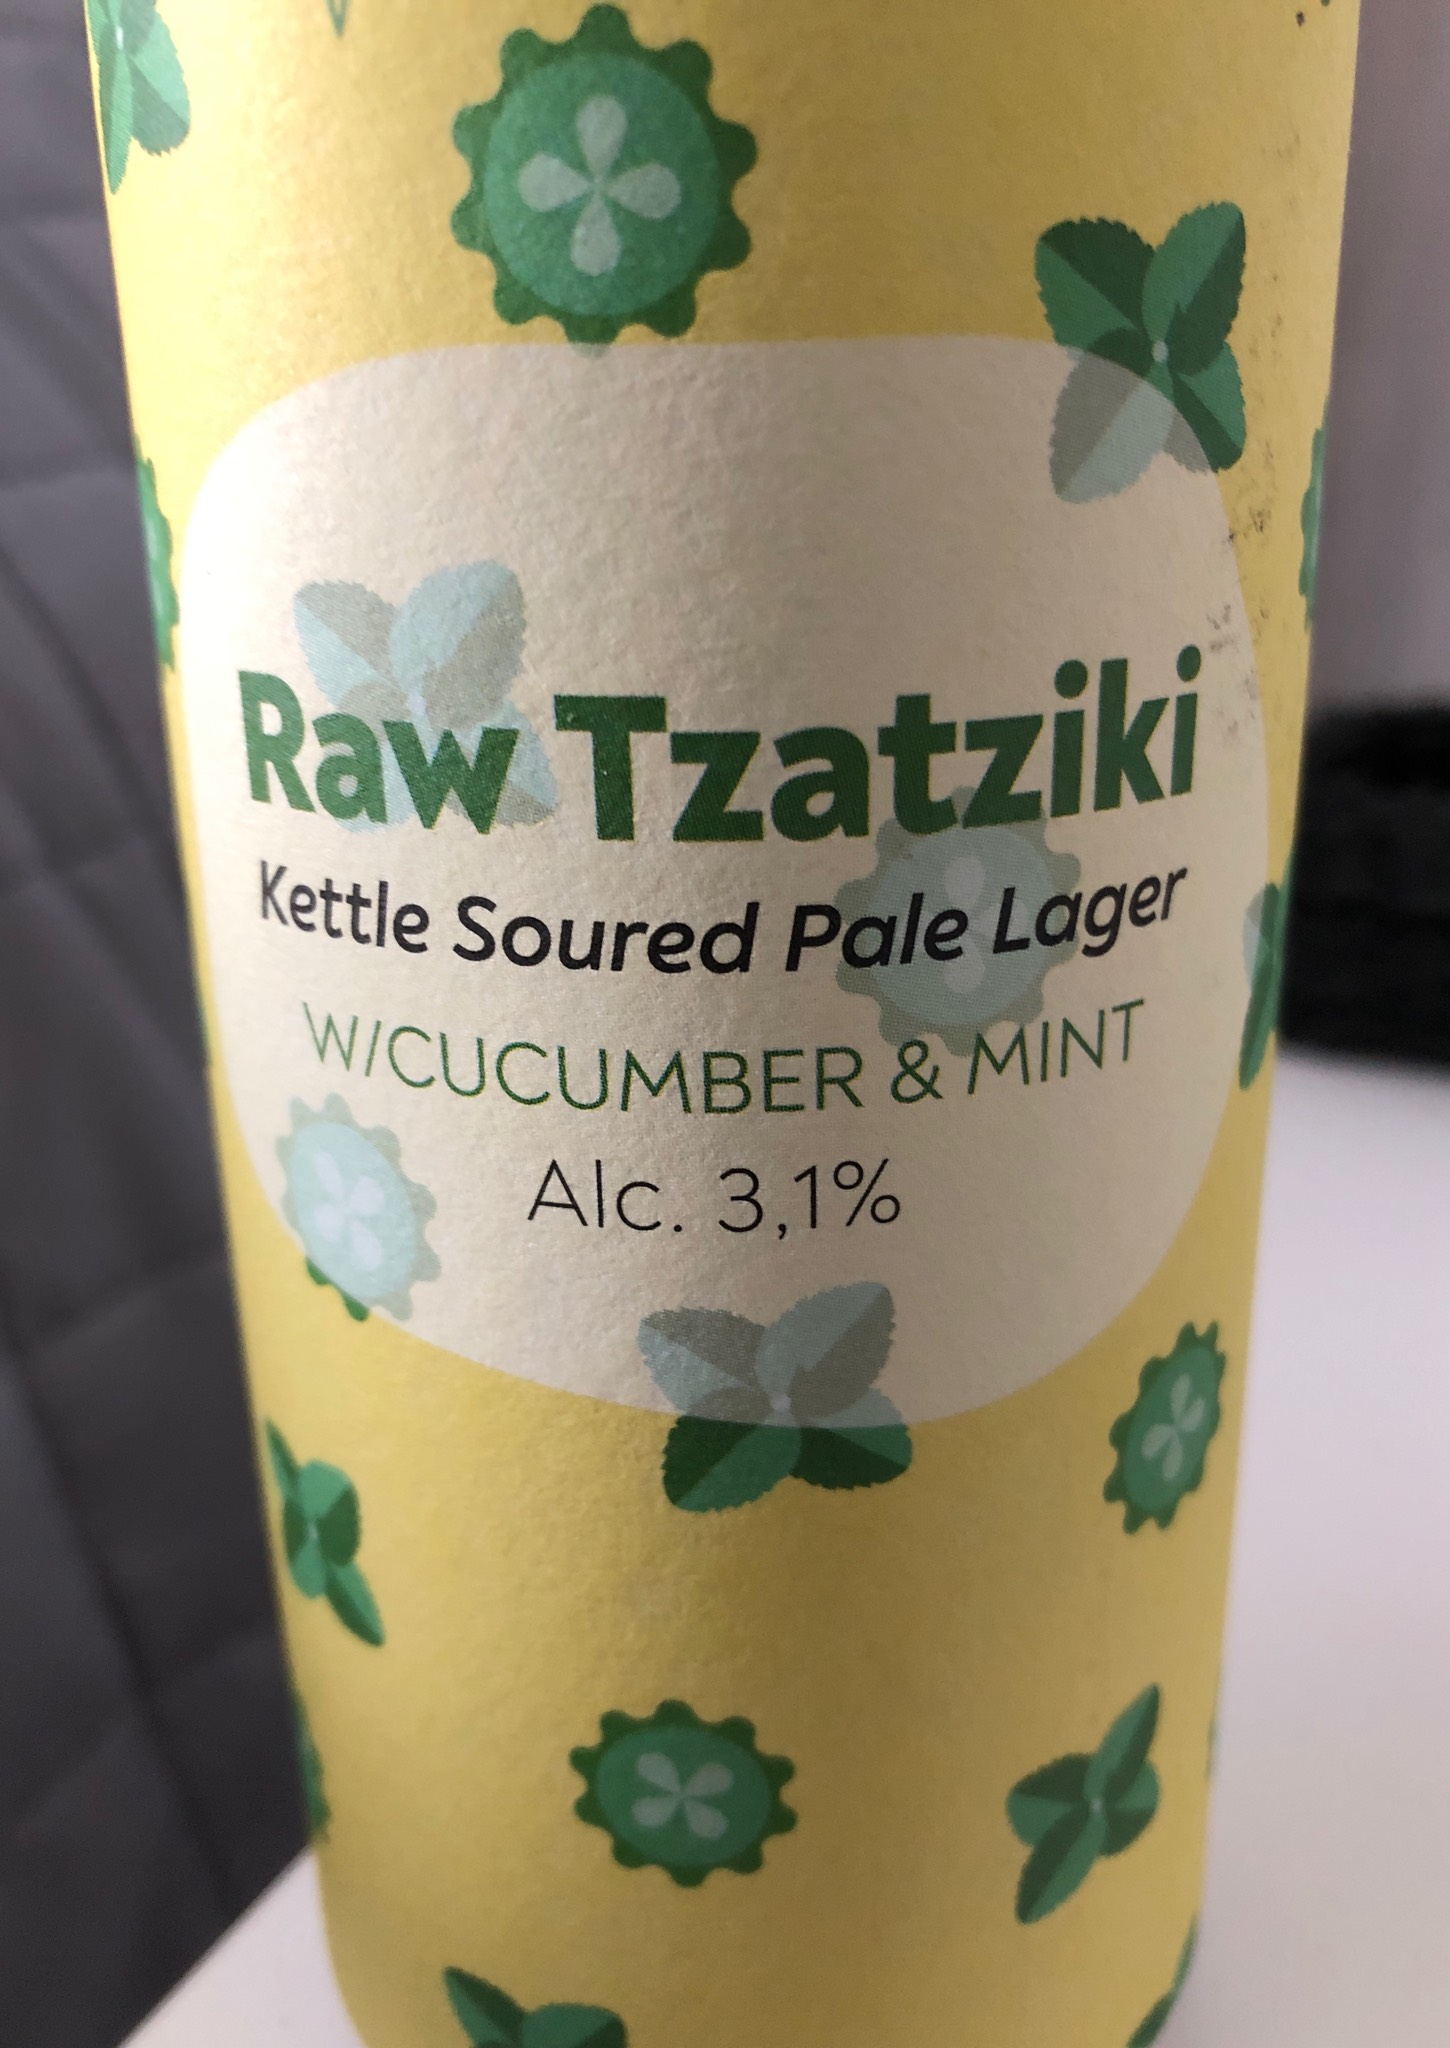 Raw Tzatziki
Kettle Soured Pale Lager
W/CUCUMBER & MINT
Alc. 3,1%